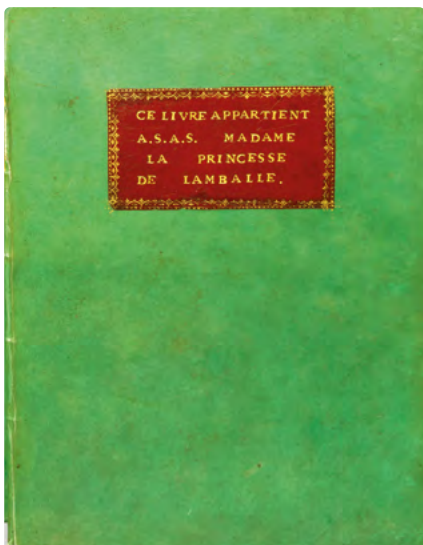 CE LIVRE APPARTIENT
A.S.A.S. MADAME
LA PRINCESSE
DE LAMBALLE.